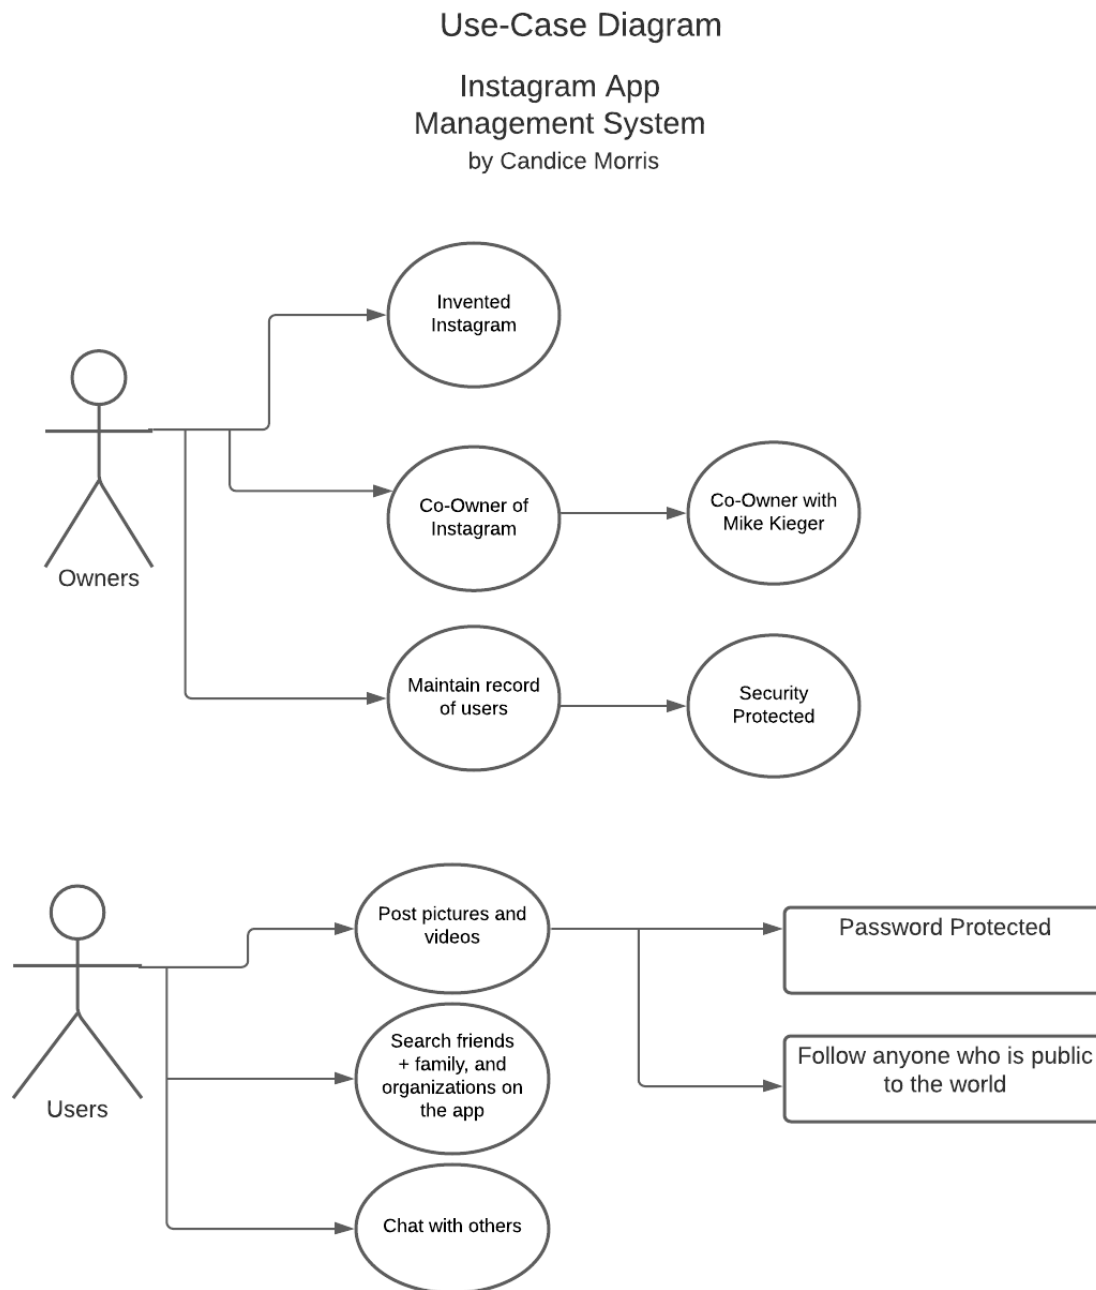 Use-Case Diagram
Instagram App
Management System
by Candice Morris
Invented
Instagram
Owners
Co-Owner of
Instagram
Co-Owner with
Mike Kieger
Maintain record
of users
Security
Protected
Users
Post pictures and
videos
Password Protected
Search friends
+ family, and
organizations on
the app
Follow anyone who is public
to the world
Chat with others